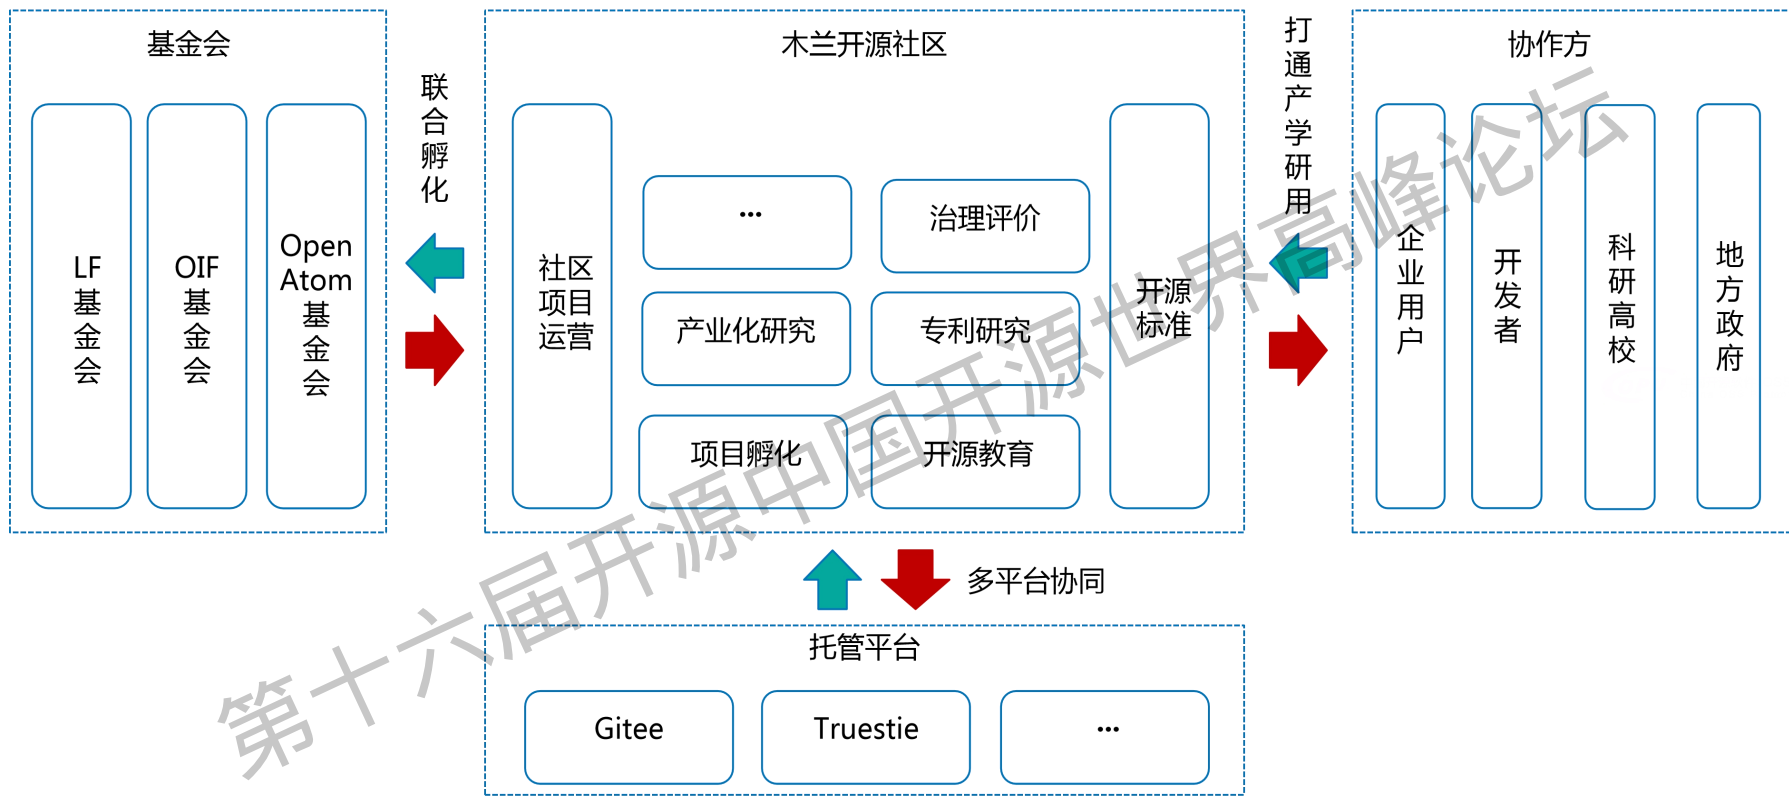 基金会
LF
基
金
会
OIF
基
金
会
Open
Atom
基
金
会
联
合
孵
化
木兰开源社区
社区
项目
运营
...
治理评价
产业化研究
专利研究
项目孵化
开源教育
开源
标准
打
通
产
学
研
用
协作方
企
业
用
户
开
发
者
科
研
高
校
地
方
政
府
多平台协同
托管平台
Gitee
Truestie
...
第十六届开源中国开源世界高峰论坛